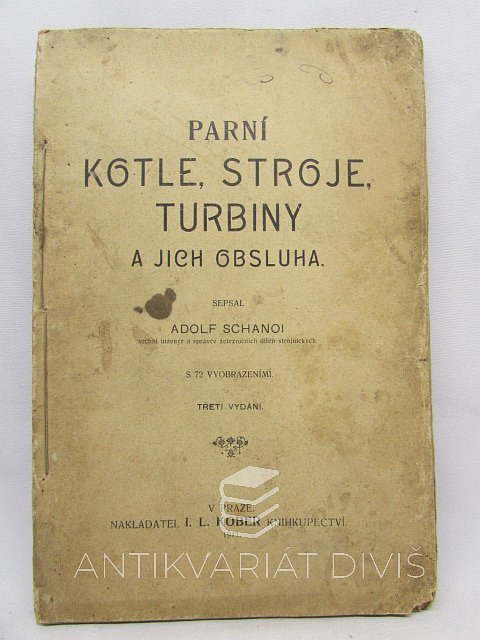 PARNÍ
KOTLE, STROJE,
TURBINY
A JICH OBSLUHA.
SEPSAL
ADOLF SCHANOI
vrchní inženýr a správce železničních dílen strojnických
S 72 VYOBRAZENÍMI.
TŘETÍ VYDÁNÍ.
V PRAZE.
NAKLADATEL I. L. KOBER KNIHKUPECTVÍ
ANTIKVARIÁT DIVIŠ